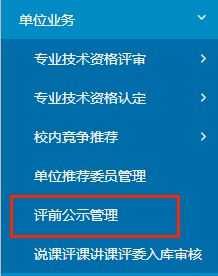 单位业务
专业技术资格评审
专业技术资格认定
校内竞争推荐
单位推荐委员管理
评前公示管理
说课评课讲课评委入库审核